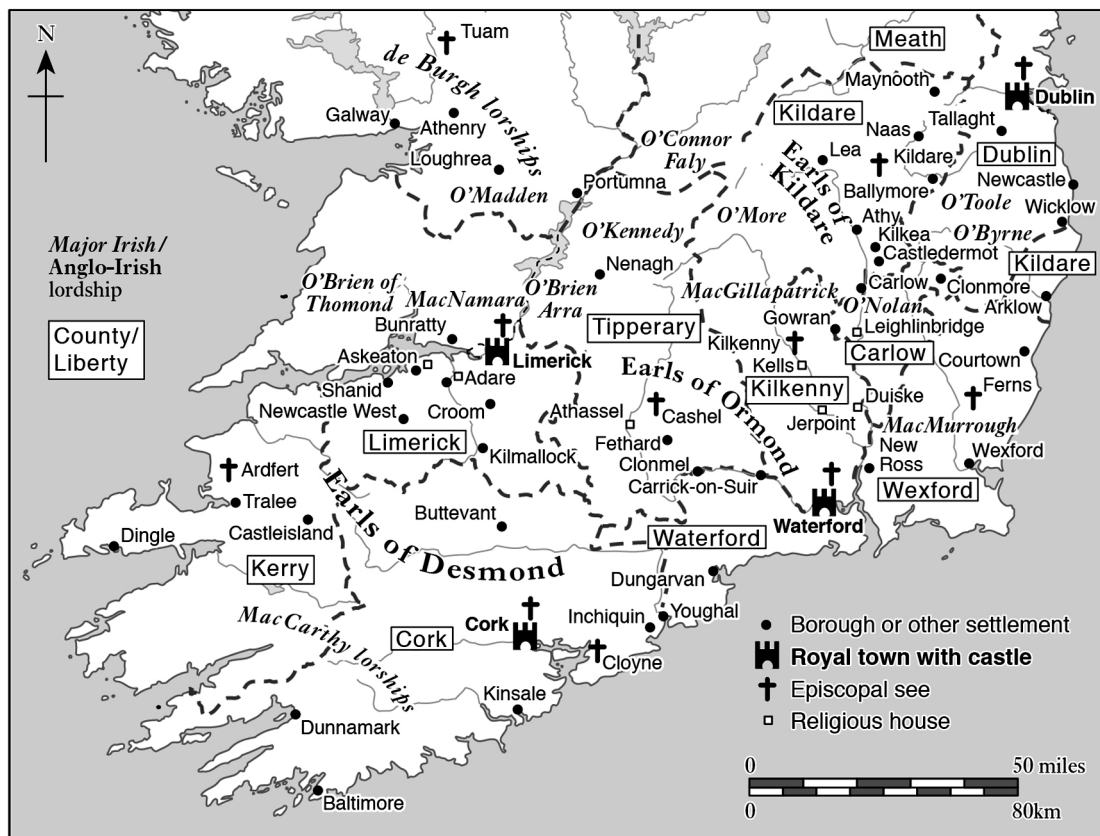 N
Tuam
Meath
de Burgh lorships
Maynooth
Dublin
Galway
Athenry
Kildare
Tallaght
O'Connor
Faly
Naas
Dublin
Loughrea
Lea
Kildare
Earls of
Kildare
Portumna
O'Madden
Ballymore
Newcastle
O'Toole
O'More
Wicklow
Major Irish/
Anglo-Irish
lordship
O'Kennedy
Athy
Kilkea
O'Byrne
Castledermot
Kildare
Nenagh
O'Brien of
Thomond
MacNamara
O'Brien
Arra
MacGillapatrick
Carlow
Clonmore
O'Nolan
Arklow
County/
Liberty
Bunratty
Tipperary
Gowran
Leighlinbridge
Limerick
Kilkenny
Carlow
Courtown
Askeaton
Adare
Earls of Ormond
Kells
Shanid
Kilkenny
Ferns
Newcastle West
Croom
Athassel
Cashel
Duiske
Jerpoint
MacMurrough
Limerick
Fethard
New
Ross
Wexford
Kilmallock
Clonmel
Ardfert
Carrick-on-Suir
Wexford
Earls of Desmond
Tralee
Buttevant
Waterford
Castleisland
Waterford
Dingle
Kerry
Dungarvan
MacCarthy lorships
Cork
Cork
Inchiquin
Youghal
Cloyne
Kinsale
Dunnamark
Baltimore
Borough or other settlement
Royal town with castle
Episcopal see
Religious house
0
50 miles
0
80km